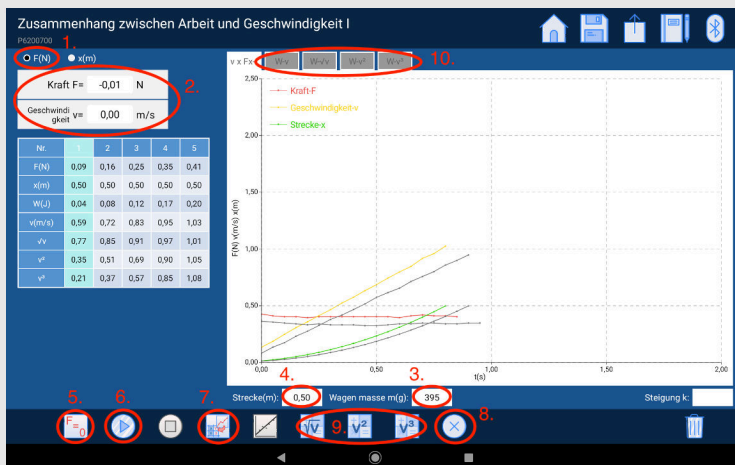 Zusammenhang zwischen Arbeit und Geschwindigkeit I
P6200700
1.
F(N) x(m)
Kraft F= -0,01 N
2.
Geschwindi
gkeit v= 0,00 m/s
Nr. 1 2 3 4 5
F(N) 0,09 0,16 0,25 0,35 0,41
x(m) 0,50 0,50 0,50 0,50 0,50
W(J) 0,04 0,08 0,12 0,17 0,20
v(m/s) 0,59 0,72 0,83 0,95 1,03
√v 0,77 0,85 0,91 0,97 1,01
v² 0,35 0,51 0,69 0,90 1,05
v³ 0,21 0,37 0,57 0,85 1,08
v x Fx W-v W-√v W-v² W-v³ 10.
2,50
2,00
1,50
1,00
0,50
0,00
F(N) v(m/s) x(m)
Kraft-F
Geschwindigkeit-v
Strecke-x
0,00 0,50 1,00 1,50 2,00
t(s)
4. 3.
Strecke(m): 0,50 Wagen masse m(g): 395 Steigung k:
5. 6. 7. 8.
F=0 √V 9. V² V³